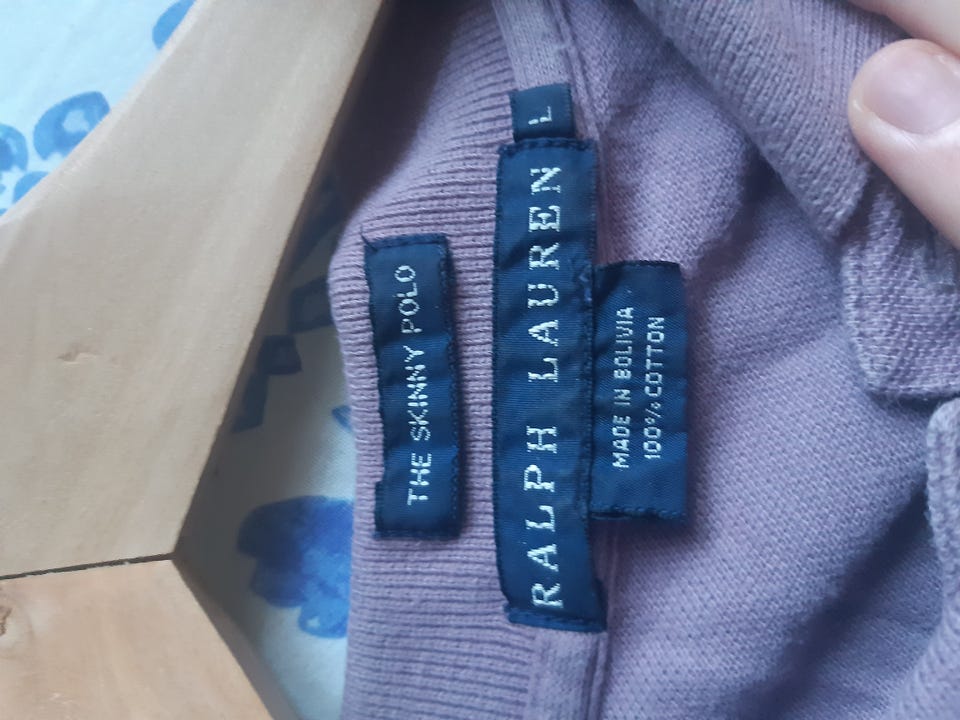 THE SKINNY POLO
RALPH LAUREN
L
MADE IN BOLIVIA
100% COTTON